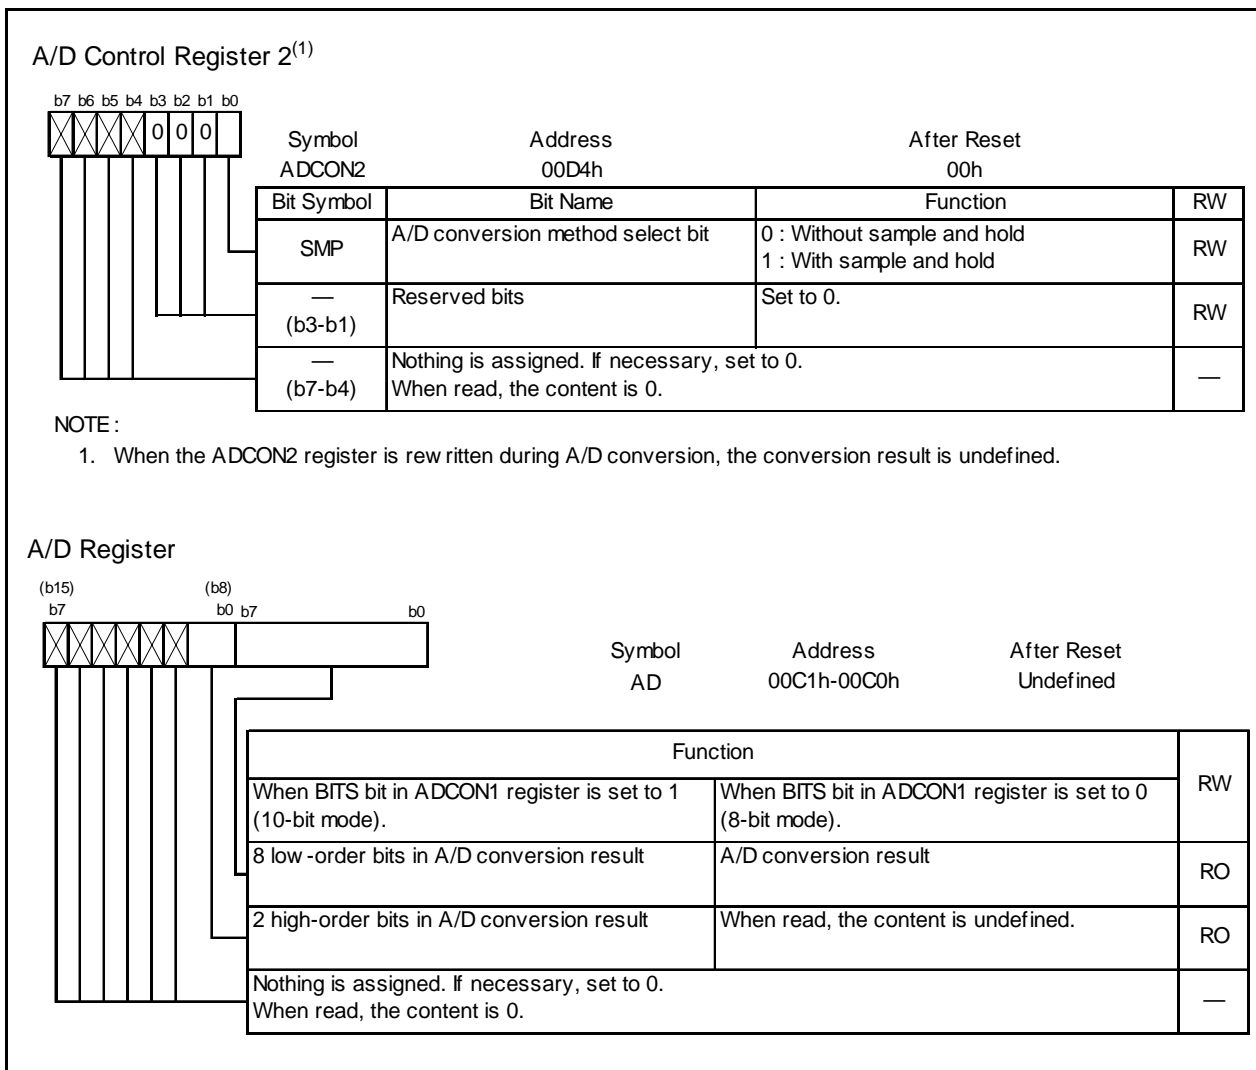 A/D Control Register 2(1)
b7 b6 b5 b4 b3 b2 b1 b0
0 0 0
Symbol Address After Reset
ADCON2 00D4h 00h
Bit Symbol Bit Name Function RW
SMP A/D conversion method select bit 0 : Without sample and hold RW
1 : With sample and hold
— Reserved bits Set to 0. RW
(b3-b1)
— Nothing is assigned. If necessary, set to 0. —
(b7-b4) When read, the content is 0.
NOTE :
1. When the ADCON2 register is rewritten during A/D conversion, the conversion result is undefined.
A/D Register
(b15) (b8)
b7 b0 b7 b0
Symbol Address After Reset
AD 00C1h-00C0h Undefined
Function RW
When BITS bit in ADCON1 register is set to 1 When BITS bit in ADCON1 register is set to 0
(10-bit mode). (8-bit mode).
8 low-order bits in A/D conversion result A/D conversion result RO
2 high-order bits in A/D conversion result When read, the content is undefined. RO
Nothing is assigned. If necessary, set to 0. —
When read, the content is 0.